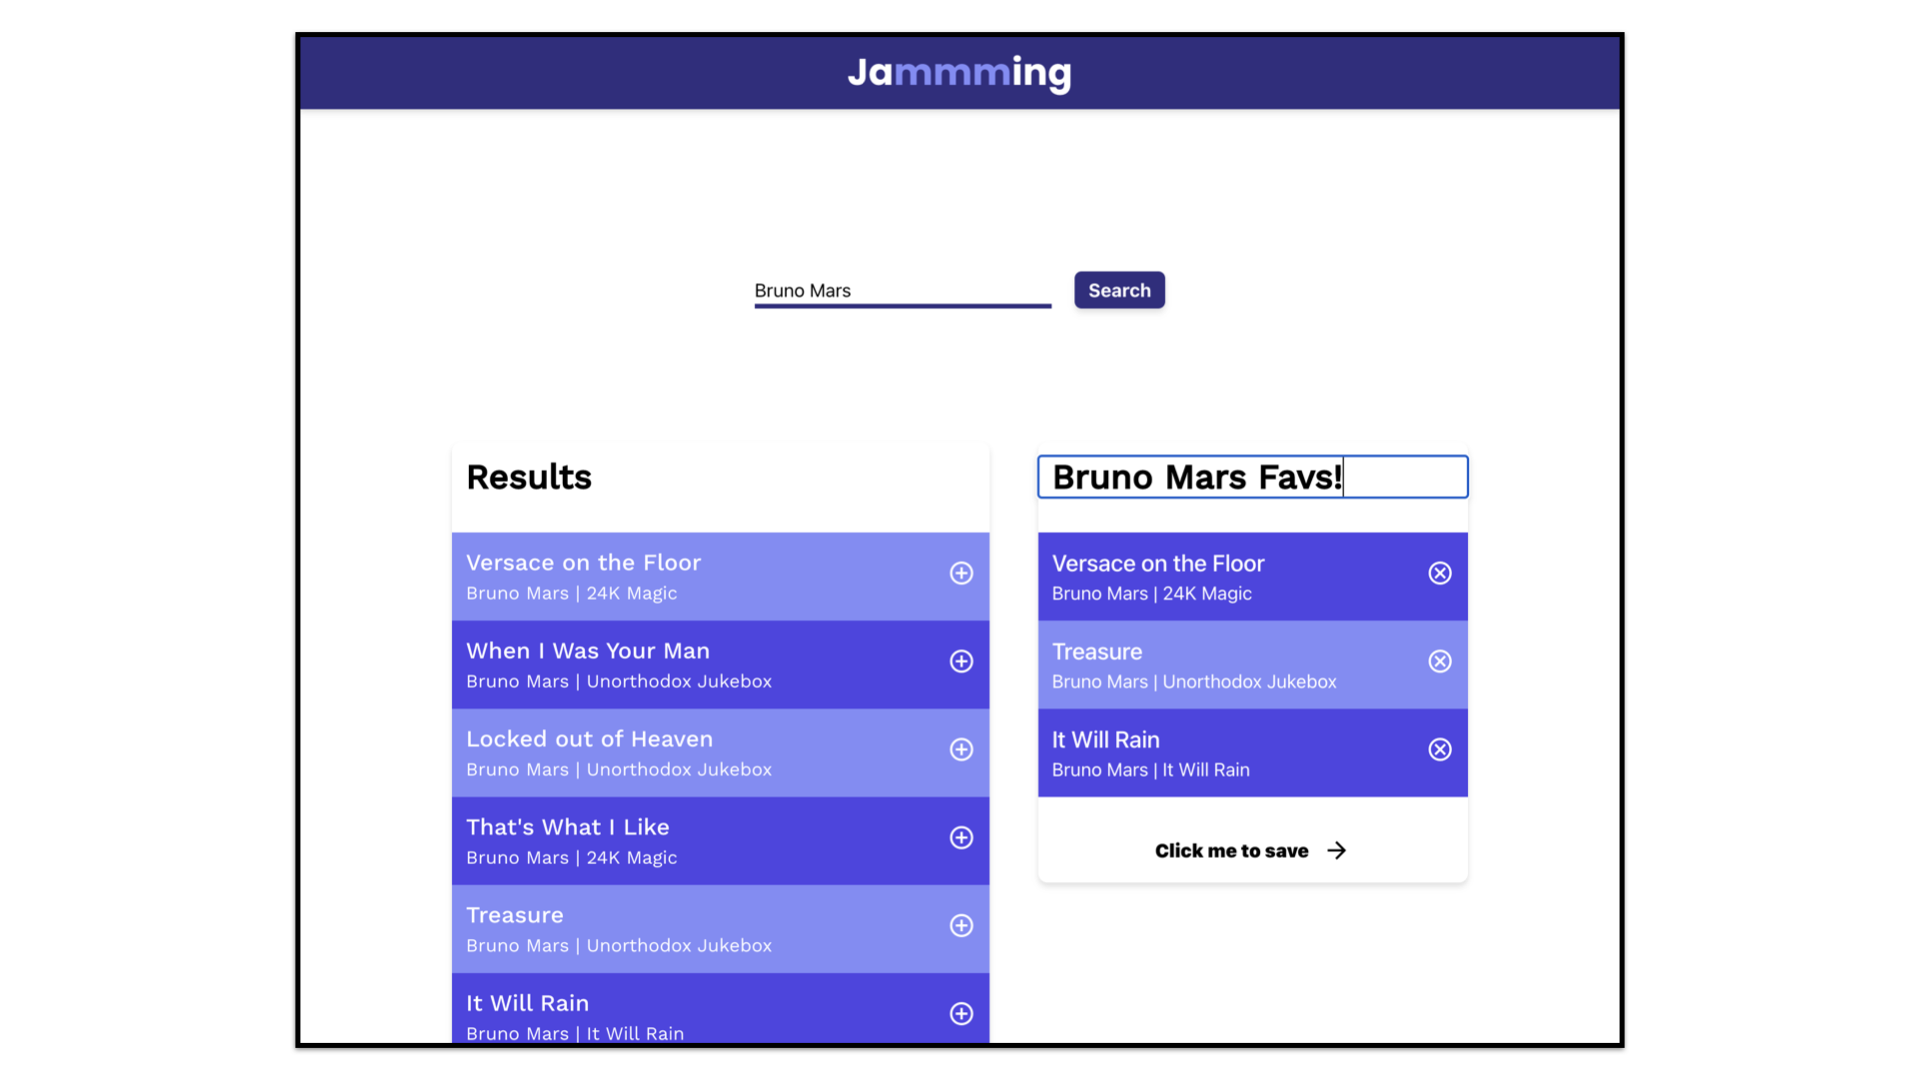 Jammming
Bruno Mars
Search
Results
Versace on the Floor
Bruno Mars | 24K Magic
When I Was Your Man
Bruno Mars | Unorthodox Jukebox
Locked out of Heaven
Bruno Mars | Unorthodox Jukebox
That's What I Like
Bruno Mars | 24K Magic
Treasure
Bruno Mars | Unorthodox Jukebox
It Will Rain
Bruno Mars | It Will Rain
Bruno Mars Favs!
Versace on the Floor
Bruno Mars | 24K Magic
Treasure
Bruno Mars | Unorthodox Jukebox
It Will Rain
Bruno Mars | It Will Rain
Click me to save